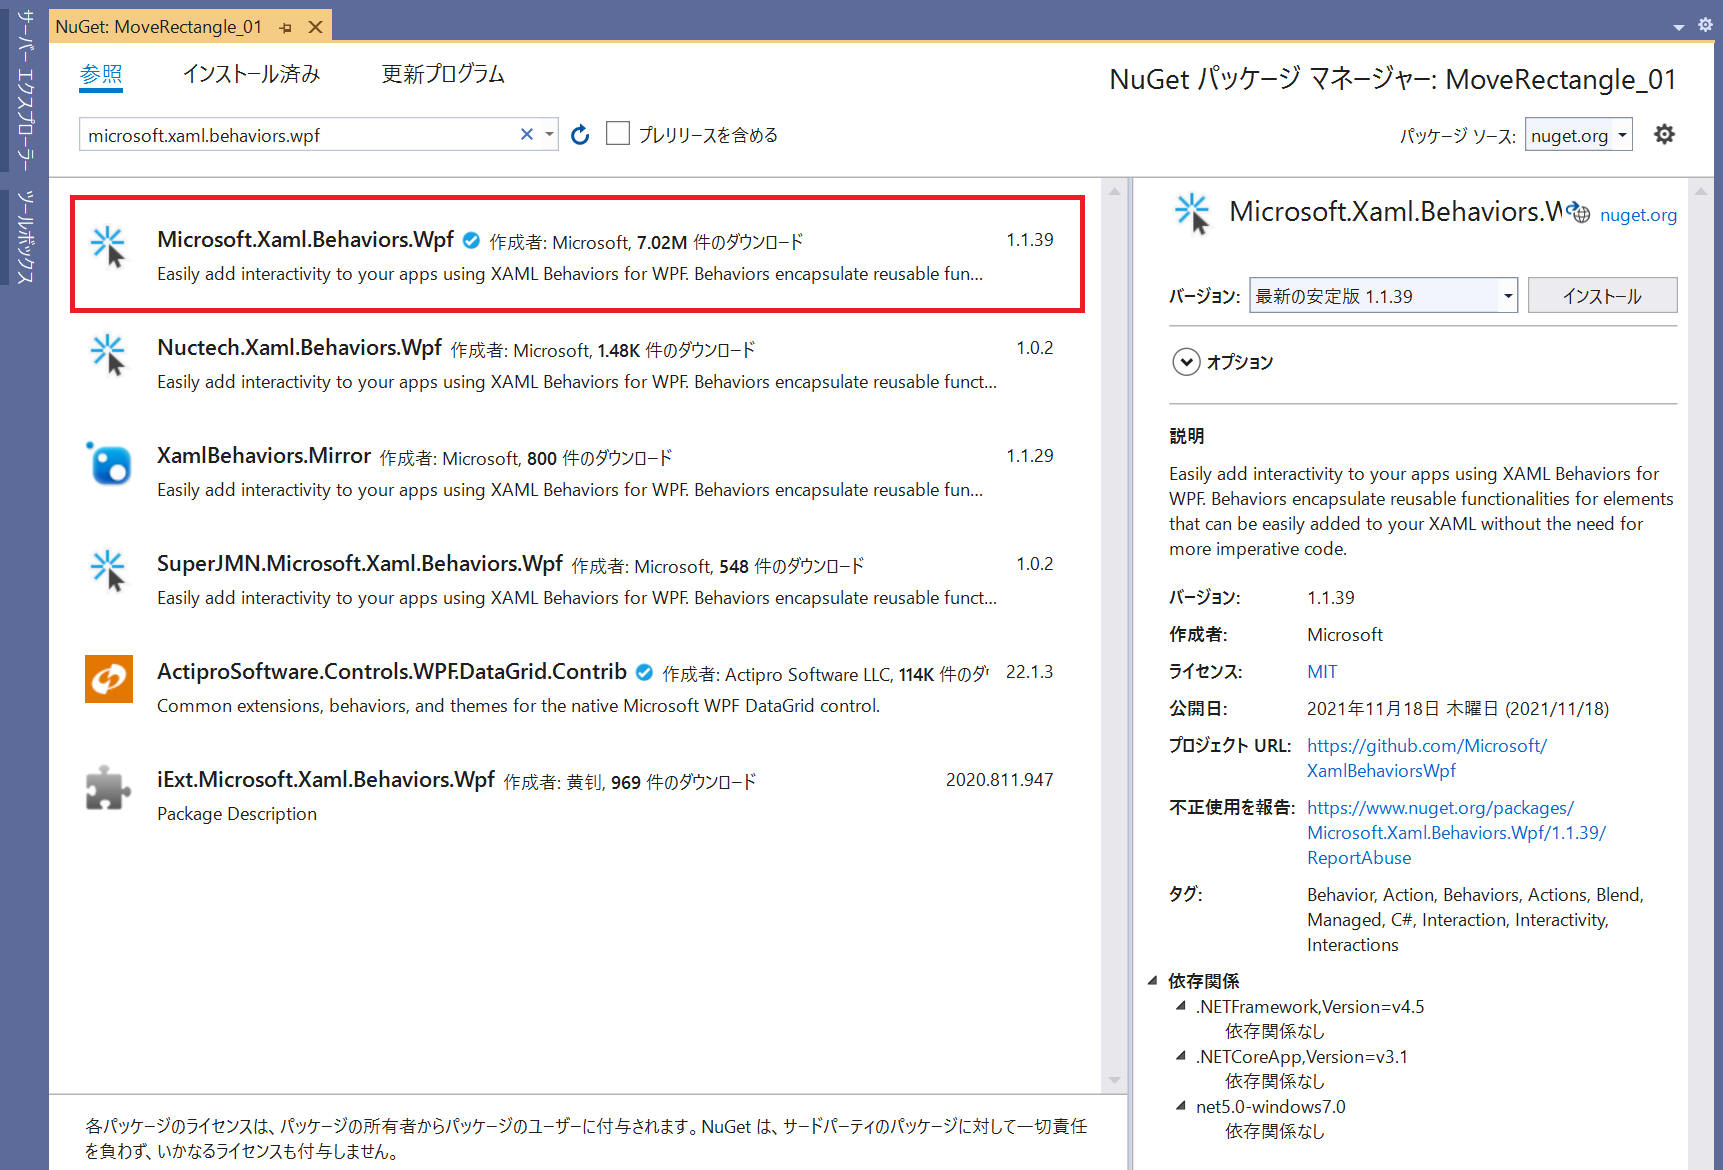 サーバー エクスプローラー
ツールボックス
NuGet: MoveRectangle_01
参照 インストール済み 更新プログラム
NuGet パッケージ マネージャー: MoveRectangle_01
microsoft.xaml.behaviors.wpf
プレリリースを含める
パッケージ ソース: nuget.org
Microsoft.Xaml.Behaviors.Wpf 作成者: Microsoft, 7.02M 件のダウンロード 1.1.39
Easily add interactivity to your apps using XAML Behaviors for WPF. Behaviors encapsulate reusable fun...
Nuctech.Xaml.Behaviors.Wpf 作成者: Microsoft, 1.48K 件のダウンロード 1.0.2
Easily add interactivity to your apps using XAML Behaviors for WPF. Behaviors encapsulate reusable funct...
XamlBehaviors.Mirror 作成者: Microsoft, 800 件のダウンロード 1.1.29
Easily add interactivity to your apps using XAML Behaviors for WPF. Behaviors encapsulate reusable fun...
SuperJMN.Microsoft.Xaml.Behaviors.Wpf 作成者: Microsoft, 548 件のダウンロード 1.0.2
Easily add interactivity to your apps using XAML Behaviors for WPF. Behaviors encapsulate reusable funct...
ActiproSoftware.Controls.WPF.DataGrid.Contrib 作成者: Actipro Software LLC, 114K 件のダ 22.1.3
Common extensions, behaviors, and themes for the native Microsoft WPF DataGrid control.
iExt.Microsoft.Xaml.Behaviors.Wpf 作成者: 黄钊, 969 件のダウンロード 2020.811.947
Package Description
各パッケージのライセンスは、パッケージの所有者からパッケージのユーザーに付与されます。NuGet は、サードパーティのパッケージに対して一切責任
を負わず、いかなるライセンスも付与しません。
Microsoft.Xaml.Behaviors.W nuget.org
バージョン: 最新の安定版 1.1.39 インストール
オプション
説明
Easily add interactivity to your apps using XAML Behaviors for
WPF. Behaviors encapsulate reusable functionalities for elements
that can be easily added to your XAML without the need for
more imperative code.
バージョン: 1.1.39
作成者: Microsoft
ライセンス: MIT
公開日: 2021年11月18日 木曜日 (2021/11/18)
プロジェクト URL: https://github.com/Microsoft/
XamlBehaviorsWpf
不正使用を報告: https://www.nuget.org/packages/
Microsoft.Xaml.Behaviors.Wpf/1.1.39/
ReportAbuse
タグ: Behavior, Action, Behaviors, Actions, Blend,
Managed, C#, Interaction, Interactivity,
Interactions
依存関係
.NETFramework,Version=v4.5
依存関係なし
.NETCoreApp,Version=v3.1
依存関係なし
net5.0-windows7.0
依存関係なし